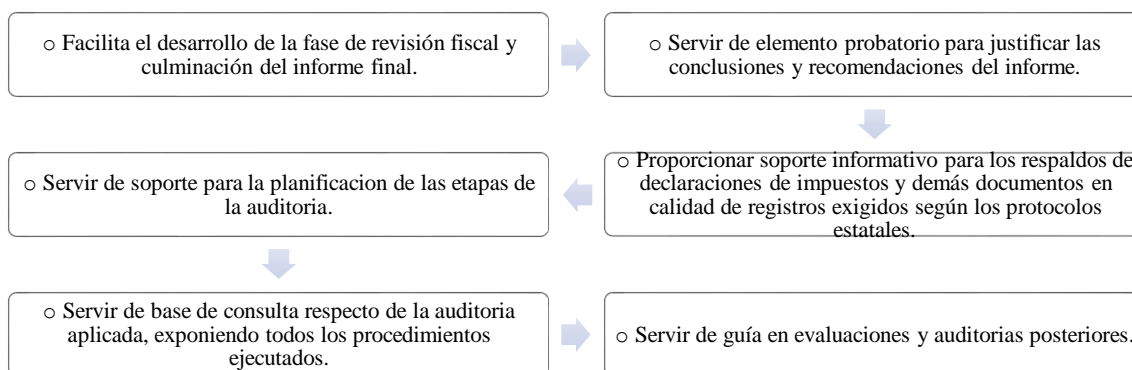 o Facilita el desarrollo de la fase de revisión fiscal y
culminación del informe final.
o Servir de elemento probatorio para justificar las
conclusiones y recomendaciones del informe.
o Proporcionar soporte informativo para los respaldos de
declaraciones de impuestos y demás documentos en
calidad de registros exigidos según los protocolos
estatales.
o Servir de soporte para la planificacion de las etapas de
la auditoria.
o Servir de base de consulta respecto de la auditoria
aplicada, exponiendo todos los procedimientos
ejecutados.
o Servir de guía en evaluaciones y auditorias posteriores.